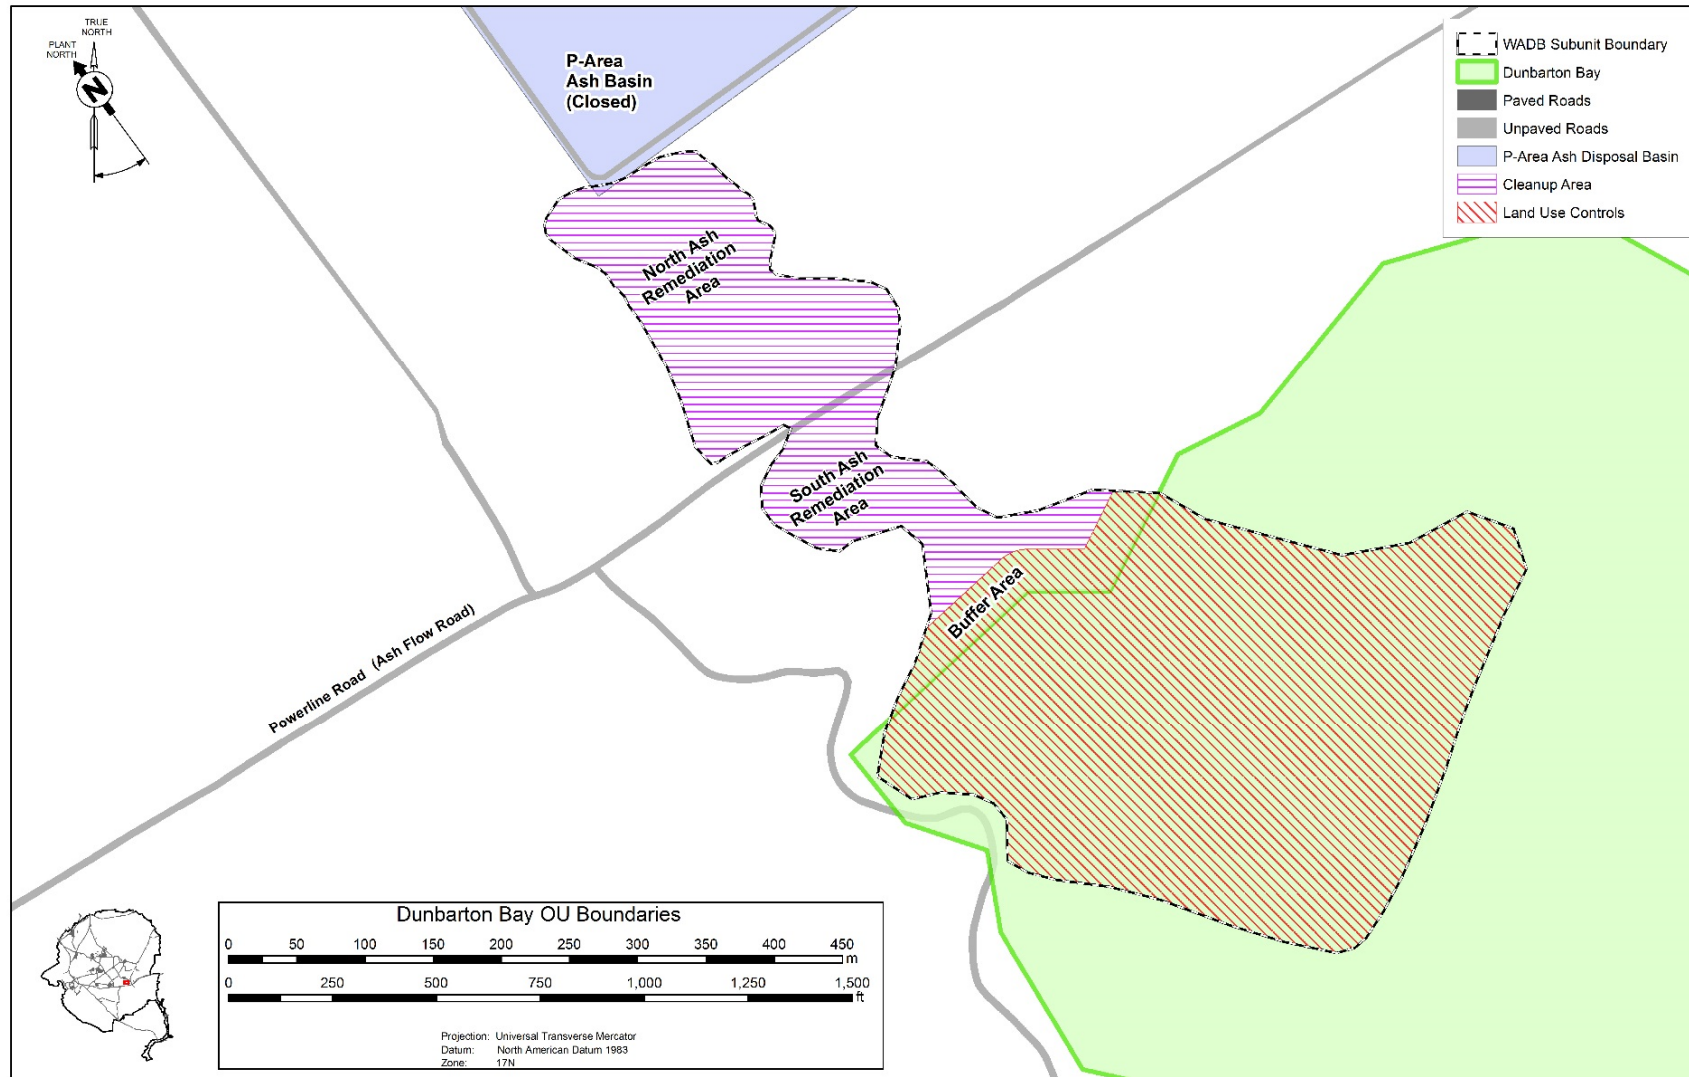 TRUE
NORTH
PLANT
NORTH
N
P-Area
Ash Basin
(Closed)
WADB Subunit Boundary
Dunbarton Bay
Paved Roads
Unpaved Roads
P-Area Ash Disposal Basin
Cleanup Area
Land Use Controls
North Ash
Remediation
Area
South Ash
Remediation
Area
Buffer Area
Powerline Road (Ash Flow Road)
Dunbarton Bay OU Boundaries
0 50 100 150 200 250 300 350 400 450
m
0 250 500 750 1,000 1,250 1,500
ft
Projection: Universal Transverse Mercator
Datum: North American Datum 1983
Zone: 17N